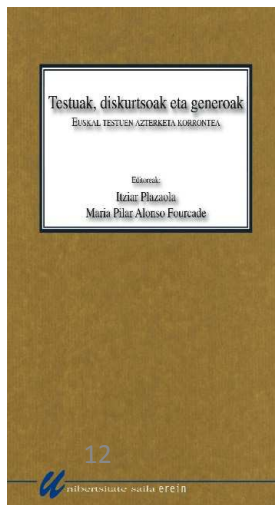 Testuak, diskurtsoak eta generoak
EUSKAL TESTUEN AZTERKETA KORRONTEA
Editoreak:
Itziar Plazaola
Maria Pilar Alonso Fourcade
12
Unibertsitate saila erein